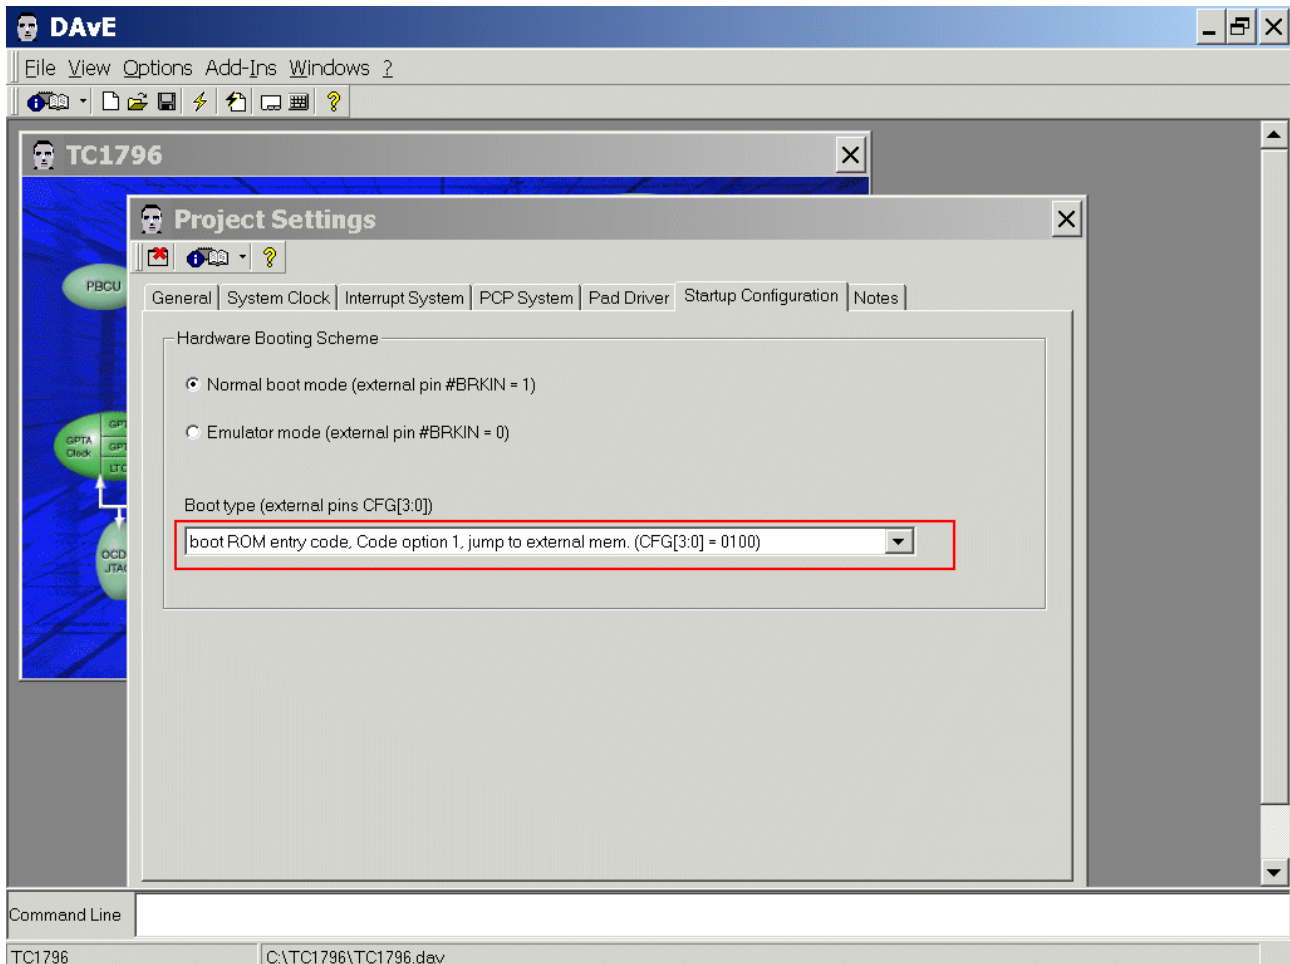 DAvE
File View Options Add-Ins Windows ?
TC1796
Project Settings
PBCU
General System Clock Interrupt System PCP System Pad Driver Startup Configuration Notes
Hardware Booting Scheme
Normal boot mode (external pin #BRKIN = 1)
Emulator mode (external pin #BRKIN = 0)
GPTA
Clock
Boot type (external pins CFG[3:0])
boot ROM entry code, Code option 1, jump to external mem. (CFG[3:0] = 0100)
Command Line
TC1796 C:\TC1796\TC1796.dav